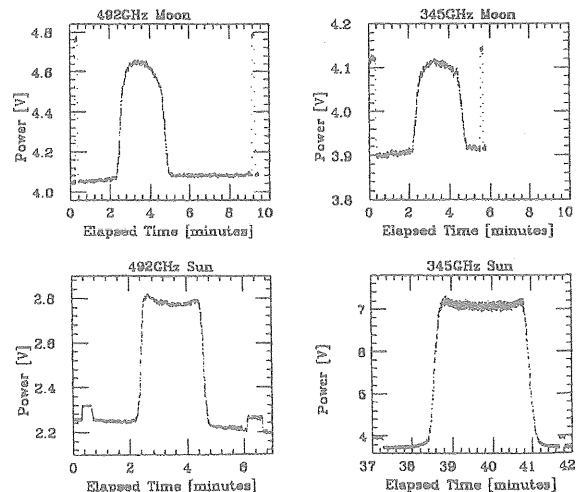 492GHz Moon
4.8
4.6
4.4
4.2
4.0
Power [V]
0 2 4 6 8 10
Elapsed Time [minutes]
345GHz Moon
4.2
4.1
4.0
3.9
3.8
Power [V]
0 2 4 6 8 10
Elapsed Time [minutes]
492GHz Sun
2.8
2.6
2.4
2.2
Power [V]
0 2 4 6
Elapsed Time [minutes]
345GHz Sun
7
6
5
4
Power [V]
37 38 39 40 41 42
Elapsed Time [minutes]